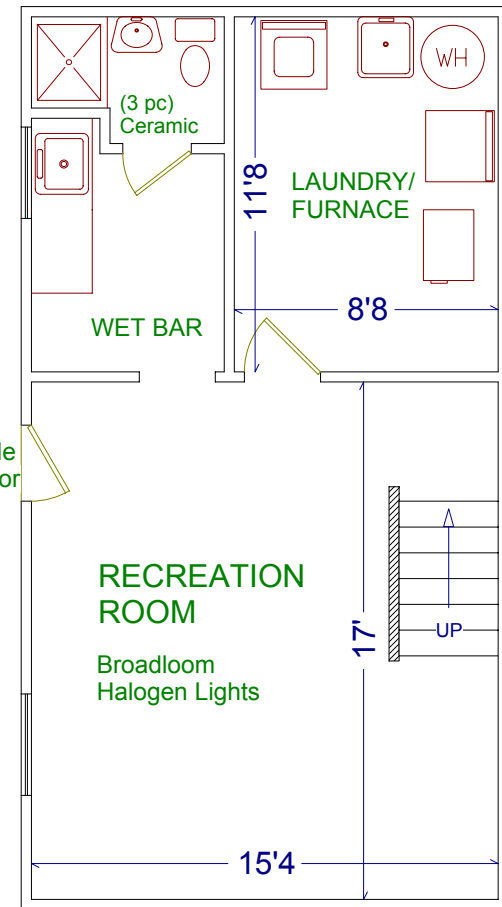 WH
(3 pc)
Ceramic
11'8
LAUNDRY/
FURNACE
8'8
WET BAR
RECREATION
ROOM
Broadloom
Halogen Lights
17'
UP
15'4